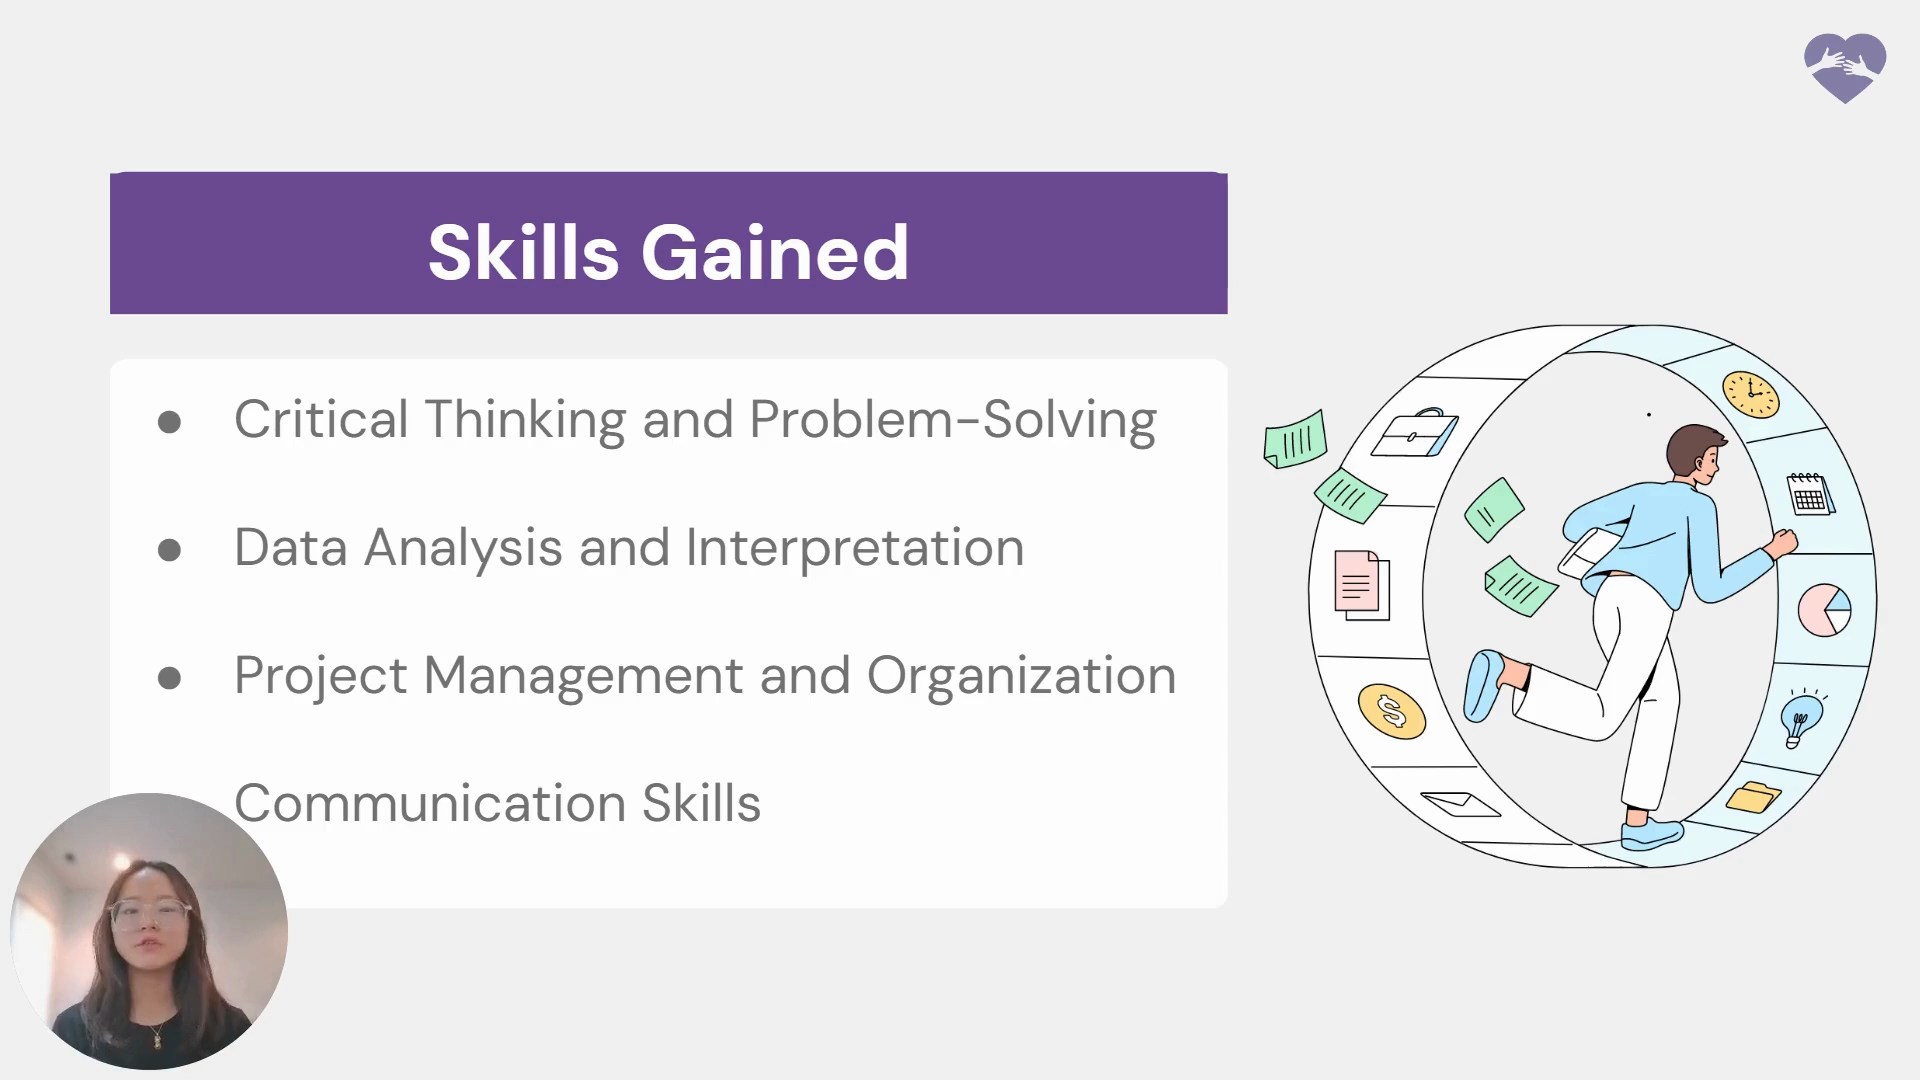 Skills Gained
● Critical Thinking and Problem-Solving
● Data Analysis and Interpretation
● Project Management and Organization
Communication Skills
$